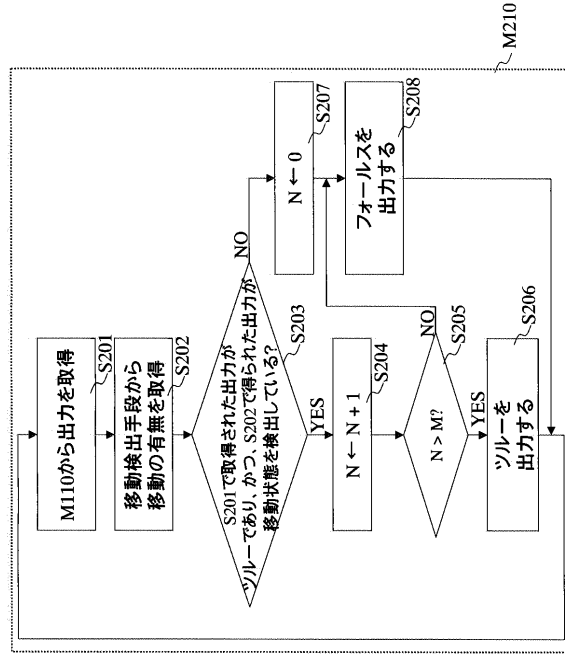 M110から出力を取得
S201
移動検出手段から
移動の有無を取得
S202
S201で取得された出力が
ツルーであり、かつ、S202で得られた出力が
移動状態を検出している?
S203
NO
YES
N ← N + 1
S204
N > M?
S205
NO
YES
ツルーを
出力する
S206
N ← 0
S207
フォールスを
出力する
S208
M210